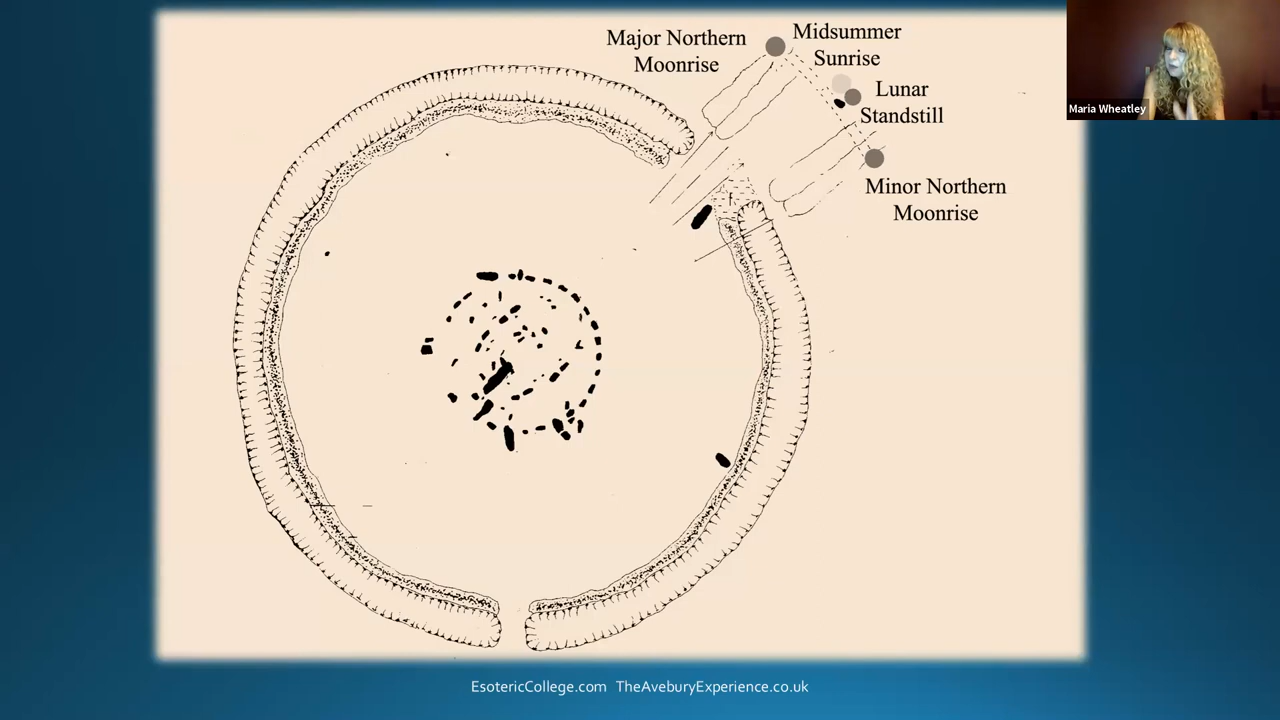 Major Northern
Moonrise
Midsummer
Sunrise
Lunar
Standstill
Minor Northern
Moonrise
Maria Wheatley
EsotericCollege.com TheAveburyExperience.co.uk